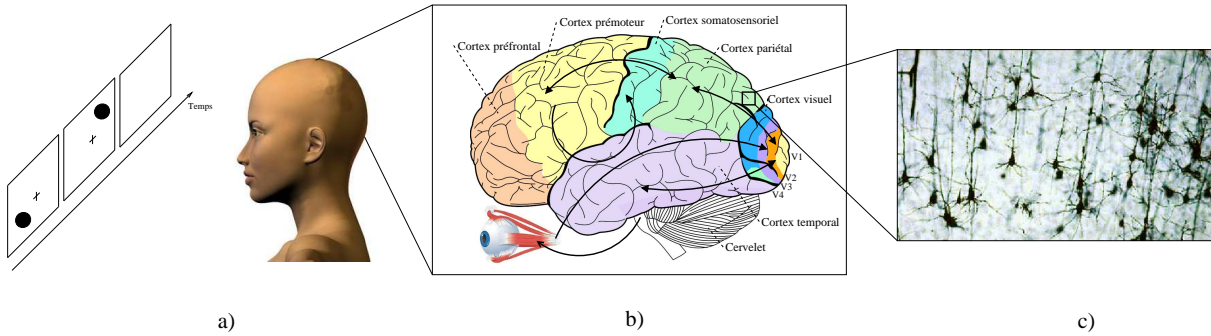 Temps
a)
Cortex préfrontal
Cortex prémoteur
Cortex somatosensoriel
Cortex pariétal
Cortex visuel
V1
V2
V3
V4
Cortex temporal
Cervelet
b)
c)